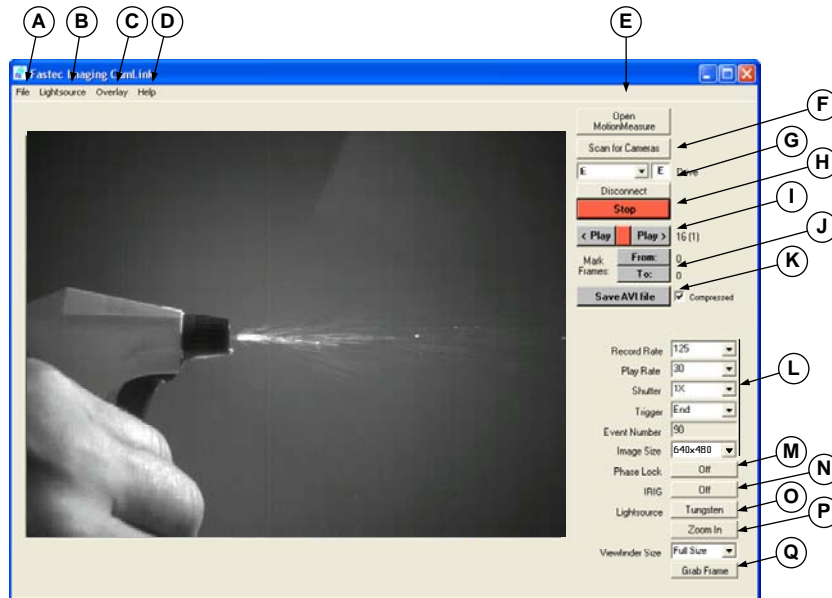 A B C D E
Fastec Imaging CamLink
File Lightsource Overlay Help
Open
MotionMeasure
F
Scan for Cameras
G
E E Drive
H
Disconnect
Stop
I
< Play Play > 16 (1)
J
Mark
Frames:
From: 0
To: 0
K
Save AVI file Compressed
Record Rate 125
Play Rate 30
Shutter 1X
L
Trigger End
Event Number 90
Image Size 640x480
M
Phase Lock Off
N
IRIG Off
O
Lightsource Tungsten
P
Zoom In
Q
Viewfinder Size Full Size
Grab Frame